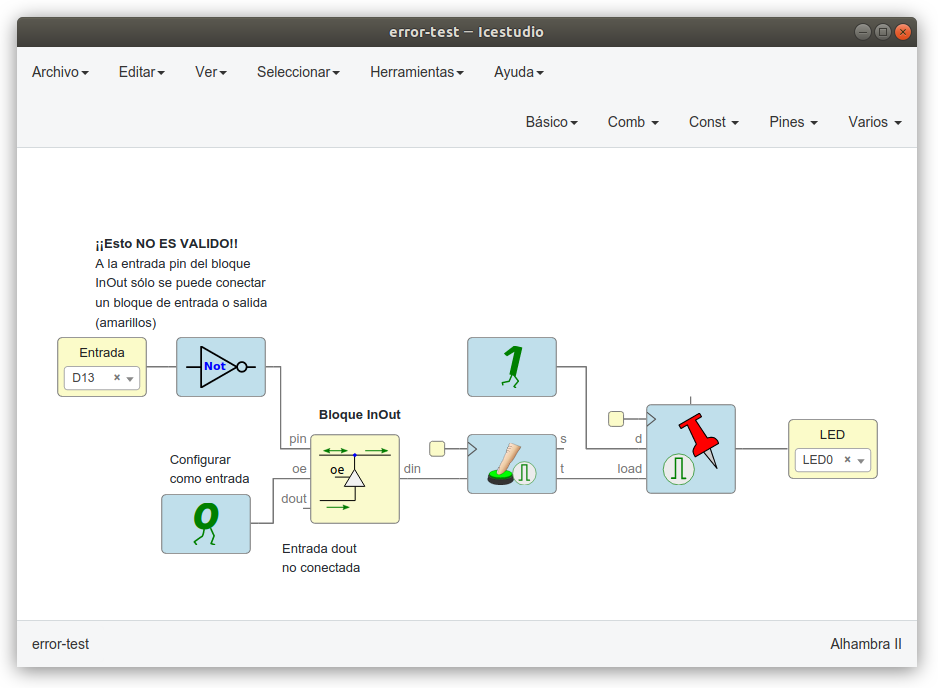 error-test — Icestudio
Archivo Editar Ver Seleccionar Herramientas Ayuda
Básico Comb Const Pines Varios
¡¡Esto NO ES VALIDO!!
A la entrada pin del bloque
InOut sólo se puede conectar
un bloque de entrada o salida
(amarillos)
Entrada
D13 ×
Not
1
Bloque InOut
pin
oe
dout
oe
din
s
t
d
load
LED
LED0 ×
Configurar
como entrada
0
Entrada dout
no conectada
error-test
Alhambra II